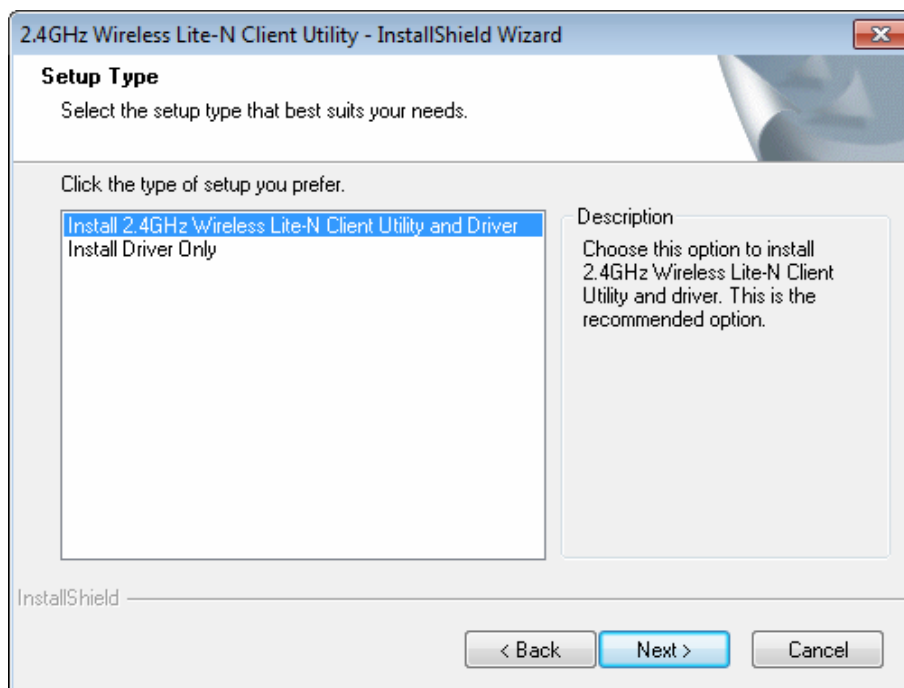 2.4GHz Wireless Lite-N Client Utility - InstallShield Wizard
Setup Type
Select the setup type that best suits your needs.
Click the type of setup you prefer.
Install 2.4GHz Wireless Lite-N Client Utility and Driver
Install Driver Only
Description
Choose this option to install
2.4GHz Wireless Lite-N Client
Utility and driver. This is the
recommended option.
InstallShield
< Back
Next >
Cancel